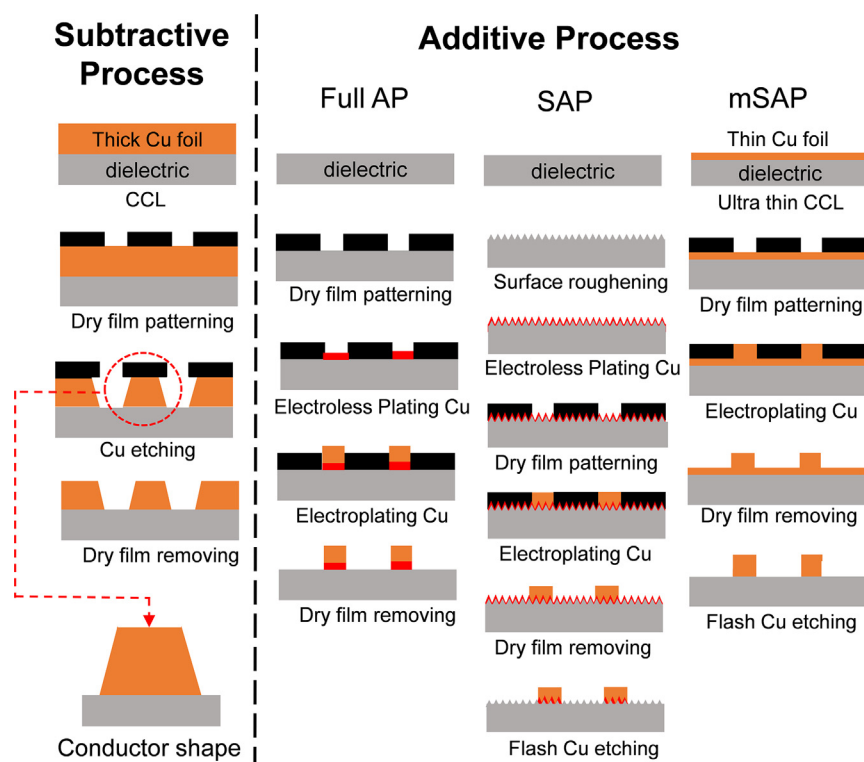 Subtractive
Process
Thick Cu foil
dielectric
CCL
Dry film patterning
Cu etching
Dry film removing
Conductor shape
Additive Process
Full AP
dielectric
Dry film patterning
Electroless Plating Cu
Electroplating Cu
Dry film removing
SAP
dielectric
Surface roughening
Electroless Plating Cu
Dry film patterning
Electroplating Cu
Dry film removing
Flash Cu etching
mSAP
Thin Cu foil
dielectric
Ultra thin CCL
Dry film patterning
Electroplating Cu
Dry film removing
Flash Cu etching